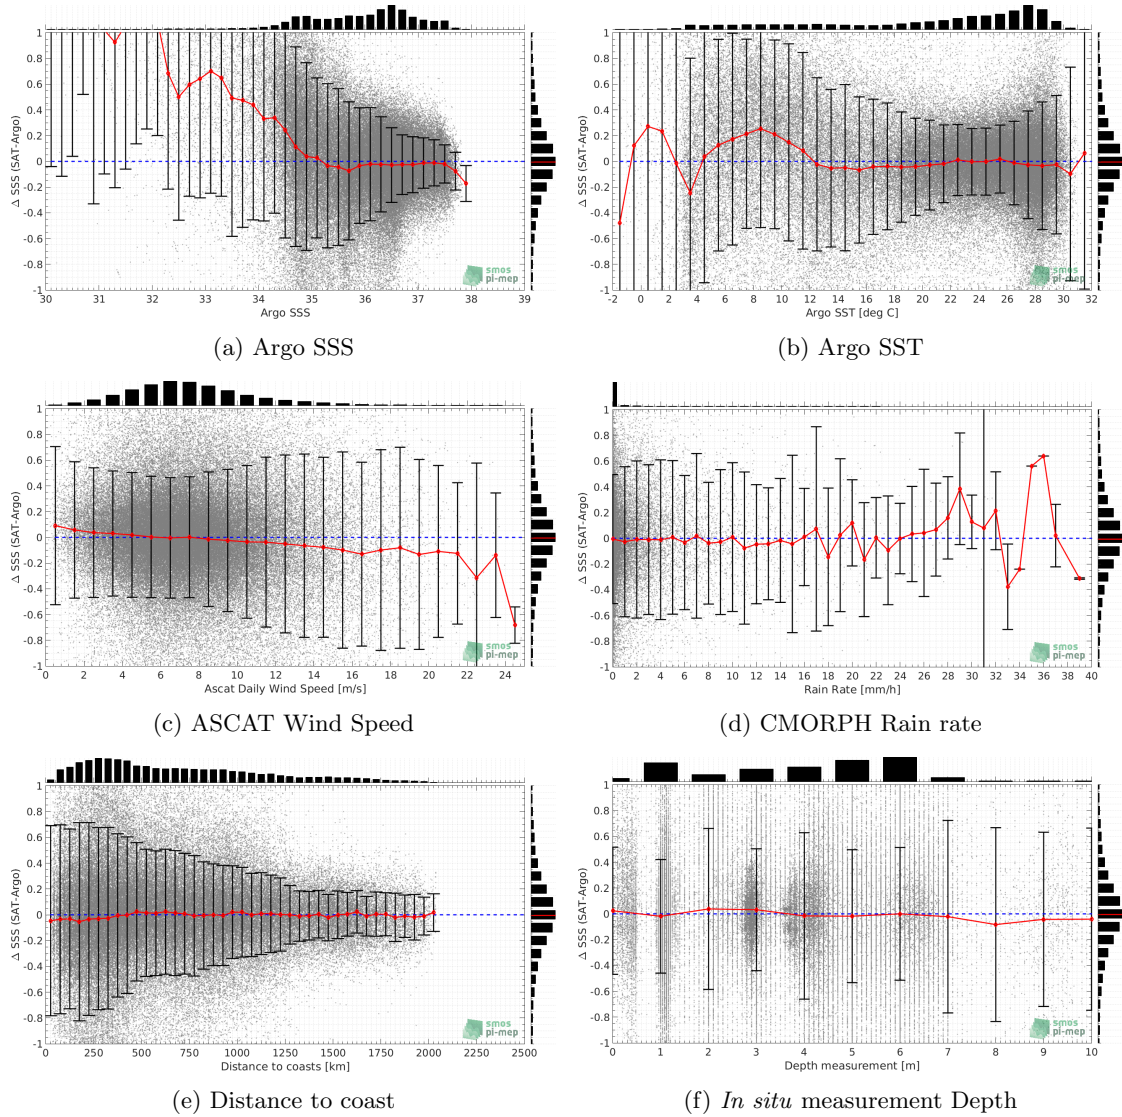 1
0.8
0.6
0.4
0.2
0
-0.2
-0.4
-0.6
-0.8
-1
Δ SSS (SAT-Argo)
30 31 32 33 34 35 36 37 38 39
Argo SSS
smos
pi-mep
(a) Argo SSS
1
0.8
0.6
0.4
0.2
0
-0.2
-0.4
-0.6
-0.8
-1
Δ SSS (SAT-Argo)
-2 0 2 4 6 8 10 12 14 16 18 20 22 24 26 28 30 32
Argo SST [deg C]
smos
pi-mep
(b) Argo SST
1
0.8
0.6
0.4
0.2
0
-0.2
-0.4
-0.6
-0.8
-1
Δ SSS (SAT-Argo)
0 2 4 6 8 10 12 14 16 18 20 22 24
Ascat Daily Wind Speed [m/s]
smos
pi-mep
(c) ASCAT Wind Speed
1
0.8
0.6
0.4
0.2
0
-0.2
-0.4
-0.6
-0.8
-1
Δ SSS (SAT-Argo)
0 2 4 6 8 10 12 14 16 18 20 22 24 26 28 30 32 34 36 38 40
Rain Rate [mm/h]
smos
pi-mep
(d) CMORPH Rain rate
1
0.8
0.6
0.4
0.2
0
-0.2
-0.4
-0.6
-0.8
-1
Δ SSS (SAT-Argo)
0 250 500 750 1000 1250 1500 1750 2000 2250 2500
Distance to coasts [km]
smos
pi-mep
(e) Distance to coast
1
0.8
0.6
0.4
0.2
0
-0.2
-0.4
-0.6
-0.8
-1
Δ SSS (SAT-Argo)
0 1 2 3 4 5 6 7 8 9 10
Depth measurement [m]
smos
pi-mep
(f) In situ measurement Depth